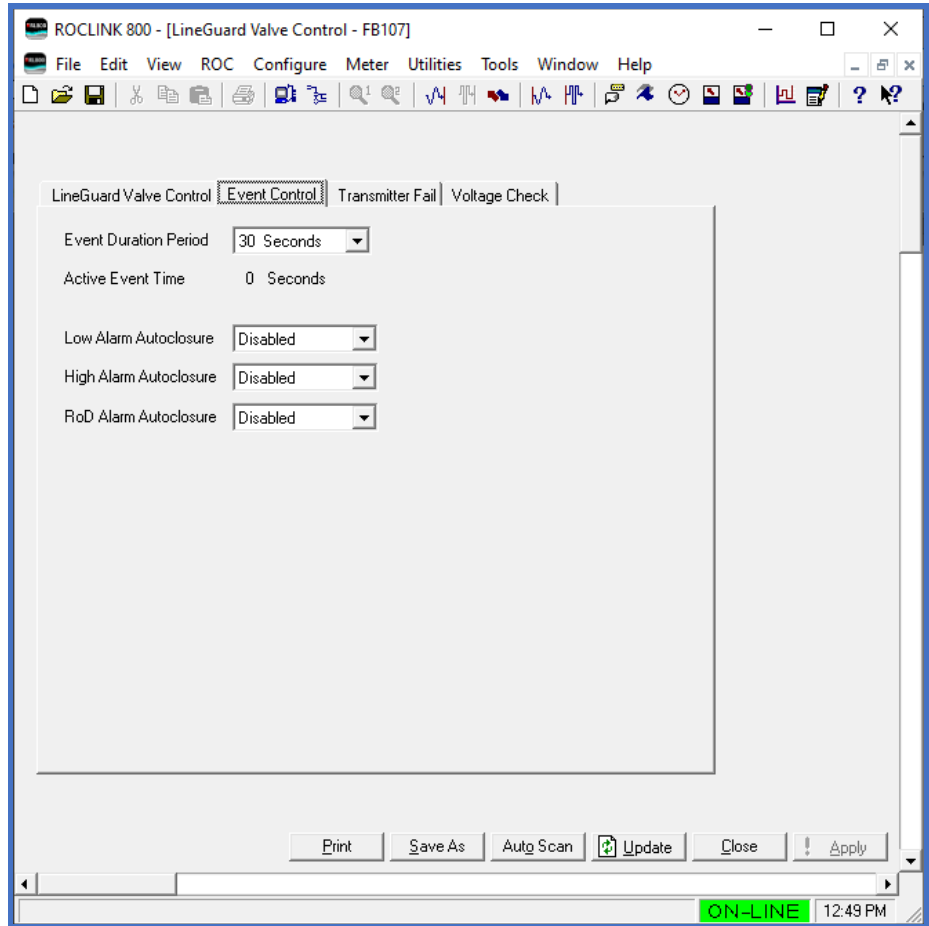 ROCLINK 800 - [LineGuard Valve Control - FB107]
File Edit View ROC Configure Meter Utilities Tools Window Help
LineGuard Valve Control Event Control Transmitter Fail Voltage Check
Event Duration Period 30 Seconds
Active Event Time 0 Seconds
Low Alarm Autoclosure Disabled
High Alarm Autoclosure Disabled
RoD Alarm Autoclosure Disabled
Print Save As Auto Scan Update Close ! Apply
ON-LINE 12:49 PM